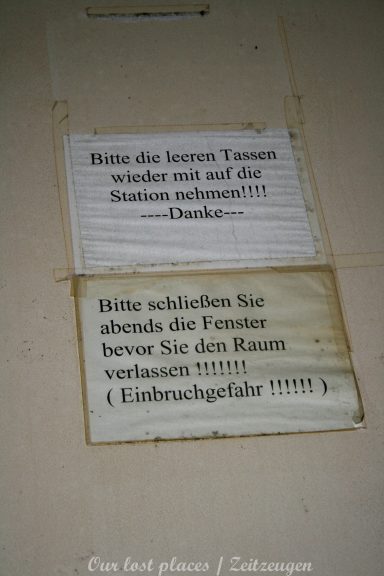 Bitte die leeren Tassen
wieder mit auf die
Station nehmen!!!!
----Danke---
Bitte schließen Sie
abends die Fenster
bevor Sie den Raum
verlassen !!!!!!!
( Einbruchgefahr !!!!!! )
Our lost places | Zeitzeugen